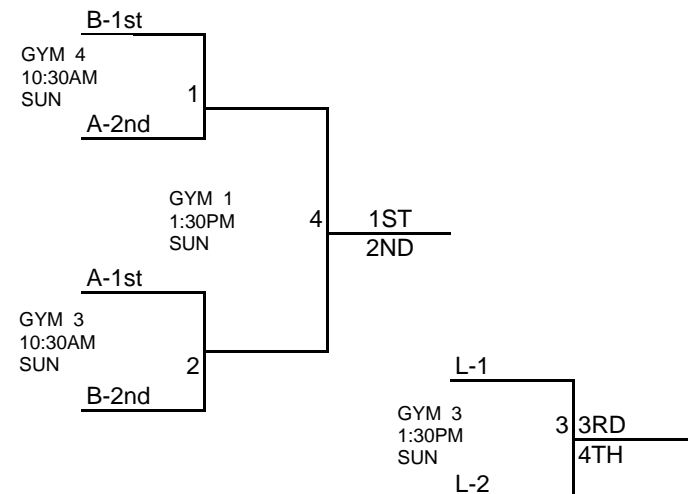 B-1st
GYM 4
10:30AM
SUN
1
A-2nd
GYM 1
1:30PM
SUN
4
1ST
2ND
A-1st
GYM 3
10:30AM
SUN
2
B-2nd
L-1
GYM 3
1:30PM
SUN
3
3RD
4TH
L-2